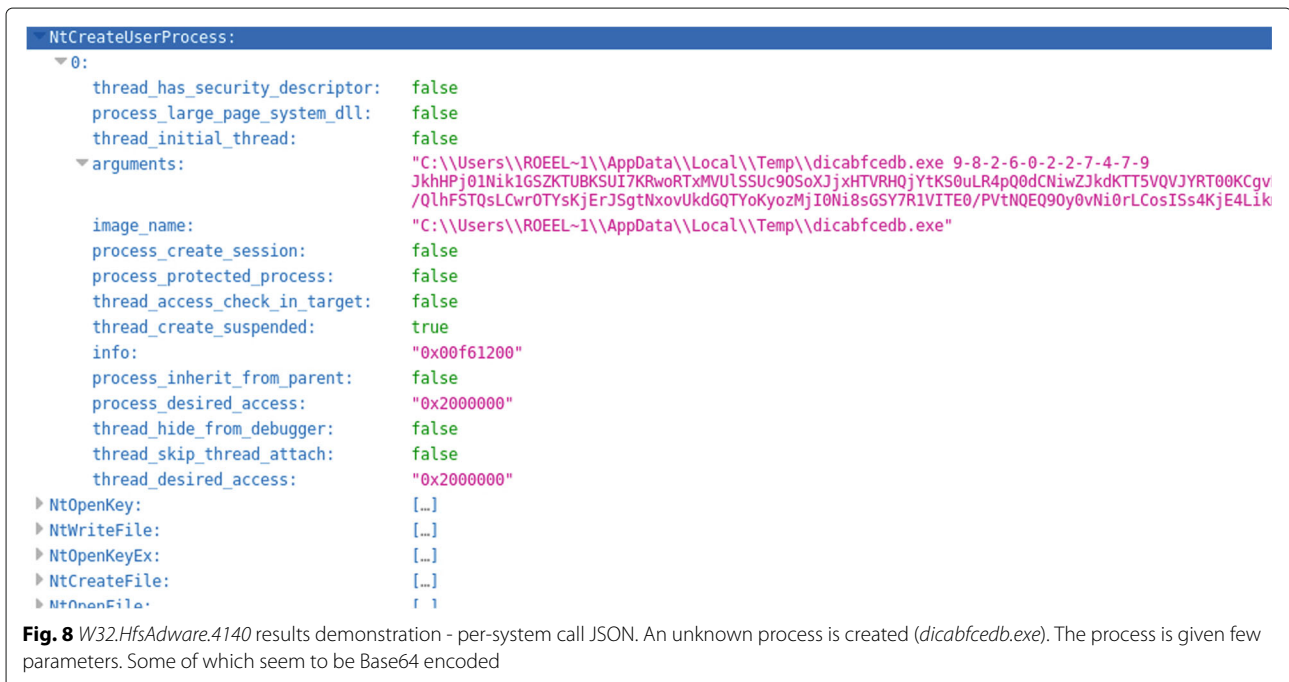 NtCreateUserProcess:
0:
thread_has_security_descriptor: false
process_large_page_system_dll: false
thread_initial_thread: false
arguments: "C:\\Users\\ROEEL~1\\AppData\\Local\\Temp\\dicabfcedb.exe 9-8-2-6-0-2-2-7-4-7-9
JkhHPj01Nik1GSZKTUBKSUI7KRwoRTxMVUlSSUc9OSoXJjxHTVRHQjYtKS0uLR4pQ0dCNiwZJkdKTT5VQVJYRT00KCgv
/QlhFSTQsLCwrOTYsKjErJSgtNxovUkdGQTYoKyozMjI0Ni8sGSY7R1VITE0/PVtNQEQ9Oy0vNi0rLCosISs4KjE4Lik
image_name: "C:\\Users\\ROEEL~1\\AppData\\Local\\Temp\\dicabfcedb.exe"
process_create_session: false
process_protected_process: false
thread_access_check_in_target: false
thread_create_suspended: true
info: "0x00f61200"
process_inherit_from_parent: false
process_desired_access: "0x2000000"
thread_hide_from_debugger: false
thread_skip_thread_attach: false
thread_desired_access: "0x2000000"
NtOpenKey: […]
NtWriteFile: […]
NtOpenKeyEx: […]
NtCreateFile: […]
NtOpenFile:
Fig. 8 W32.HfsAdware.4140 results demonstration - per-system call JSON. An unknown process is created (dicabfcedb.exe). The process is given few
parameters. Some of which seem to be Base64 encoded